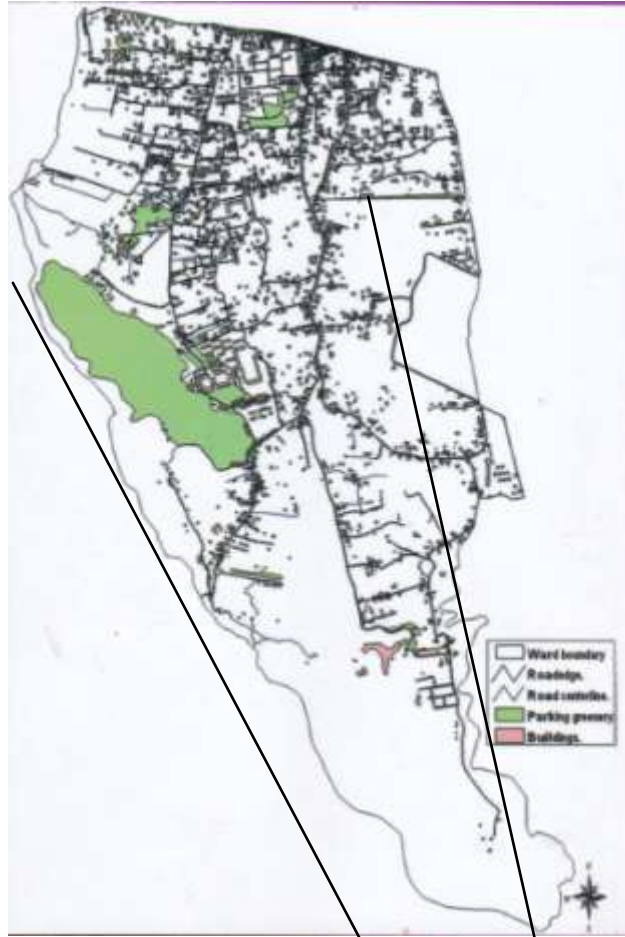 Ward boundary
Roadedge.
Road centerline.
Parking greenery
Buildings.